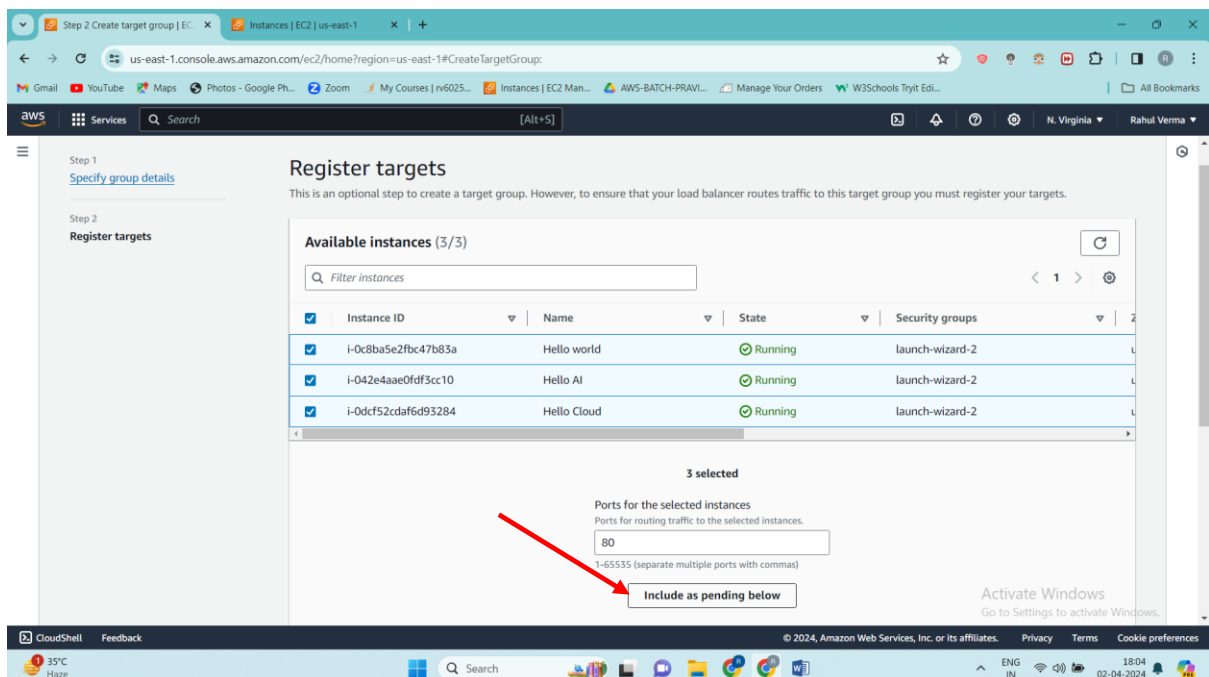 Step 2 Create target group | EC
Instances | EC2 | us-east-1
us-east-1.console.aws.amazon.com/ec2/home?region=us-east-1#CreateTargetGroup:
Gmail YouTube Maps Photos - Google Ph... Zoom My Courses | rv6025... Instances | EC2 Man... AWS-BATCH-PRAVI... Manage Your Orders W3Schools Tryit Edi... All Bookmarks
aws Services Search [Alt+S] N. Virginia Rahul Verma
Step 1
Specify group details
Step 2
Register targets
Register targets
This is an optional step to create a target group. However, to ensure that your load balancer routes traffic to this target group you must register your targets.
Available instances (3/3)
Filter instances
1
Instance ID Name State Security groups
i-0c8ba5e2fbc47b83a Hello world Running launch-wizard-2
i-042e4aae0fdf3cc10 Hello AI Running launch-wizard-2
i-0dcf52cdaf6d93284 Hello Cloud Running launch-wizard-2
3 selected
Ports for the selected instances
Ports for routing traffic to the selected instances.
80
1-65535 (separate multiple ports with commas)
Include as pending below
Activate Windows
Go to Settings to activate Windows.
CloudShell Feedback © 2024, Amazon Web Services, Inc. or its affiliates. Privacy Terms Cookie preferences
1
35°C
Haze
Search
ENG
IN
18:04
02-04-2024